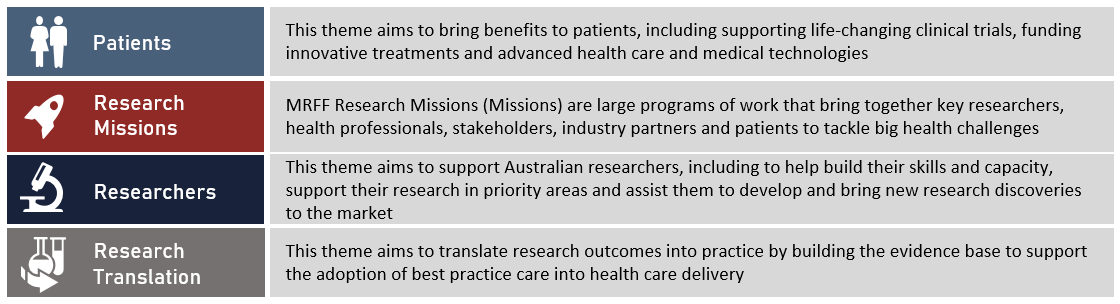 Patients
This theme aims to bring benefits to patients, including supporting life-changing clinical trials, funding
innovative treatments and advanced health care and medical technologies
Research
Missions
MRFF Research Missions (Missions) are large programs of work that bring together key researchers,
health professionals, stakeholders, industry partners and patients to tackle big health challenges
Researchers
This theme aims to support Australian researchers, including to help build their skills and capacity,
support their research in priority areas and assist them to develop and bring new research discoveries
to the market
Research
Translation
This theme aims to translate research outcomes into practice by building the evidence base to support
the adoption of best practice care into health care delivery